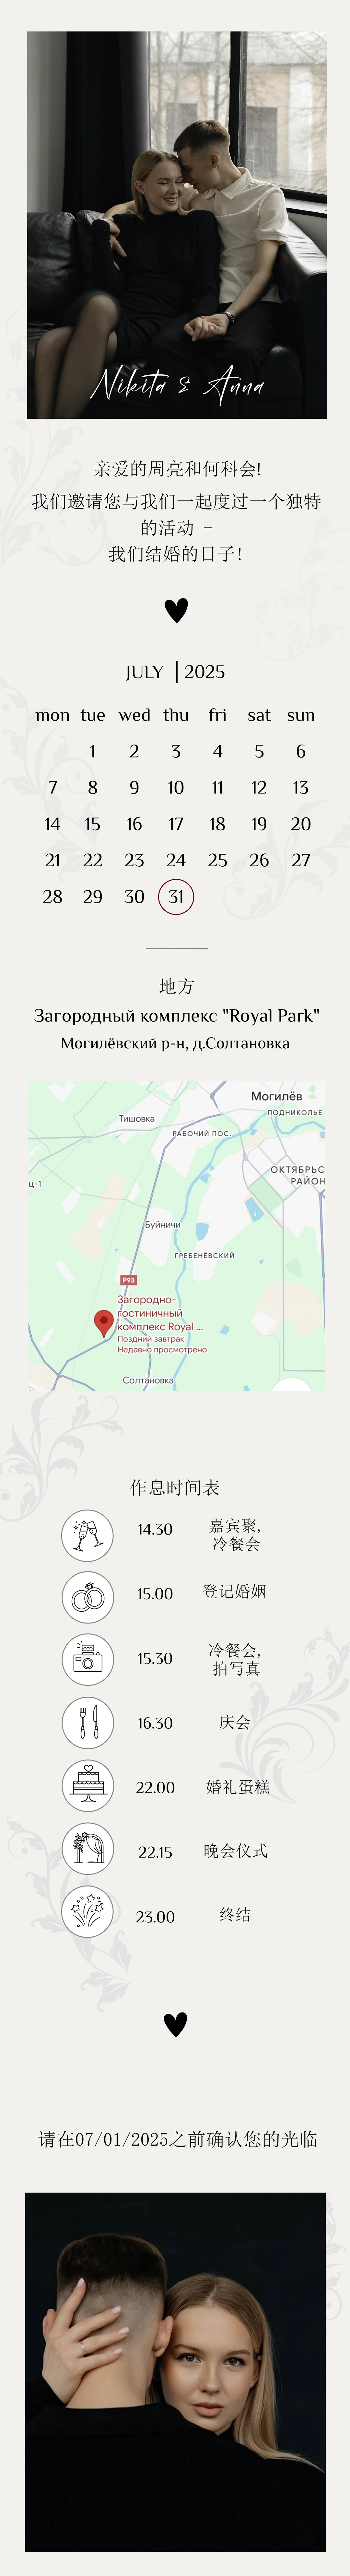 Nikita & Anna
亲爱的周亮和何科会!
我们邀请您与我们一起度过一个独特
的活动 –
我们结婚的日子!
JULY | 2025
mon tue wed thu fri sat sun
1 2 3 4 5 6
7 8 9 10 11 12 13
14 15 16 17 18 19 20
21 22 23 24 25 26 27
28 29 30 31
地方
Загородный комплекс "Royal Park"
Могилёвский р-н, д.Солтановка
Могилёв
ПОДНИКОЛЬЕ
Тишовка
РАБОЧИЙ ПОС.
ОКТЯБРЬС
РАЙОН
ц-1
Буйничи
ГРЕБЕНЁВСКИЙ
Р93
Загородно-
гостиничный
комплекс Royal ...
Поздний завтрак
Недавно просмотрено
Солтановка
作息时间表
14.30 嘉宾聚,
冷餐会
15.00 登记婚姻
15.30 冷餐会,
拍写真
16.30 庆会
22.00 婚礼蛋糕
22.15 晚会仪式
23.00 终结
请在07/01/2025之前确认您的光临